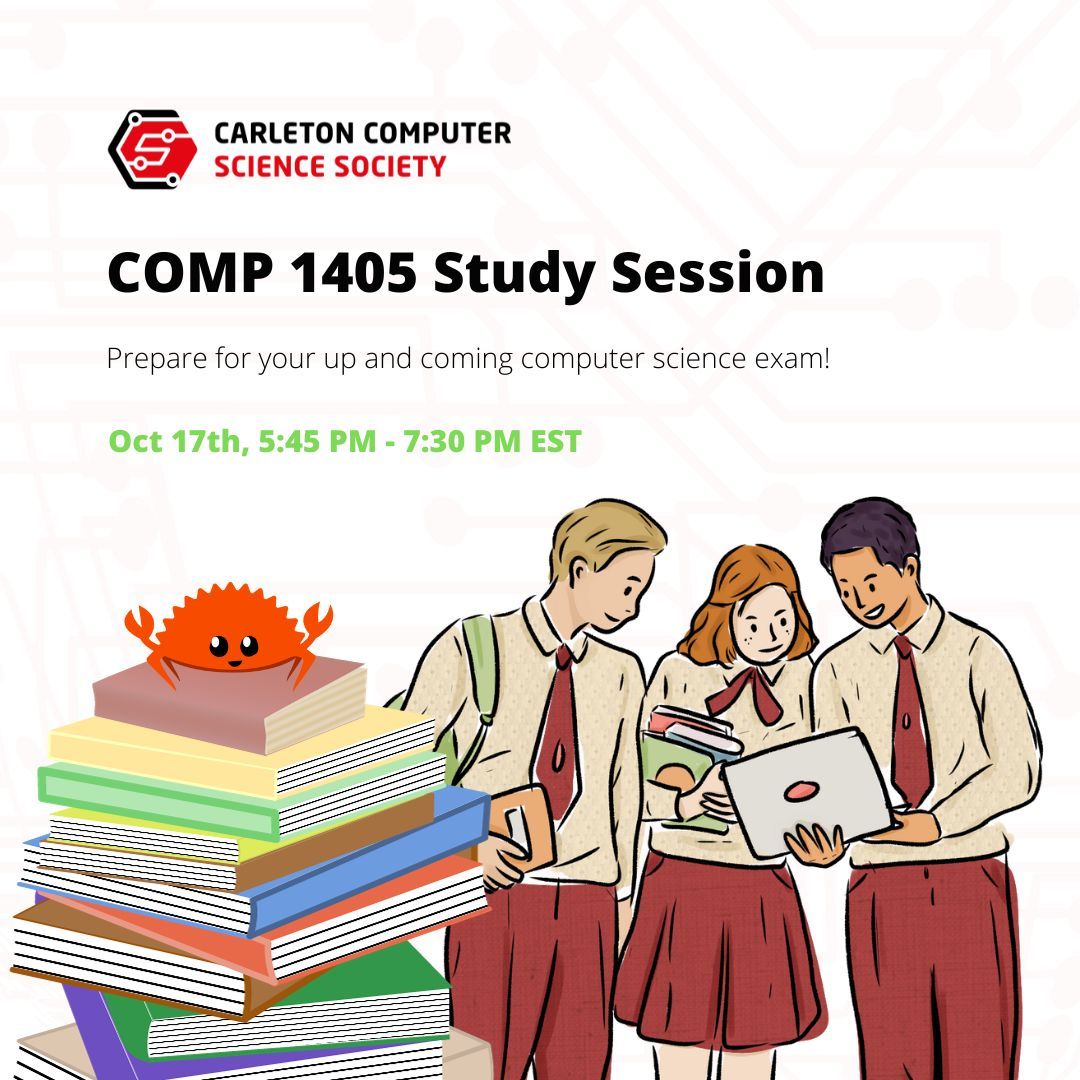 CARLETON COMPUTER
SCIENCE SOCIETY
COMP 1405 Study Session
Prepare for your up and coming computer science exam!
Oct 17th, 5:45 PM - 7:30 PM EST